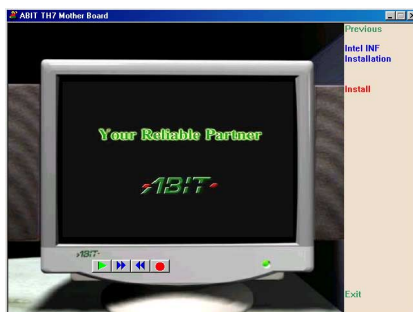 ABIT TH7 Mother Board
Previous
Intel INF
Installation
Install
Your Reliable Partner
ABIT
ABIT
Exit